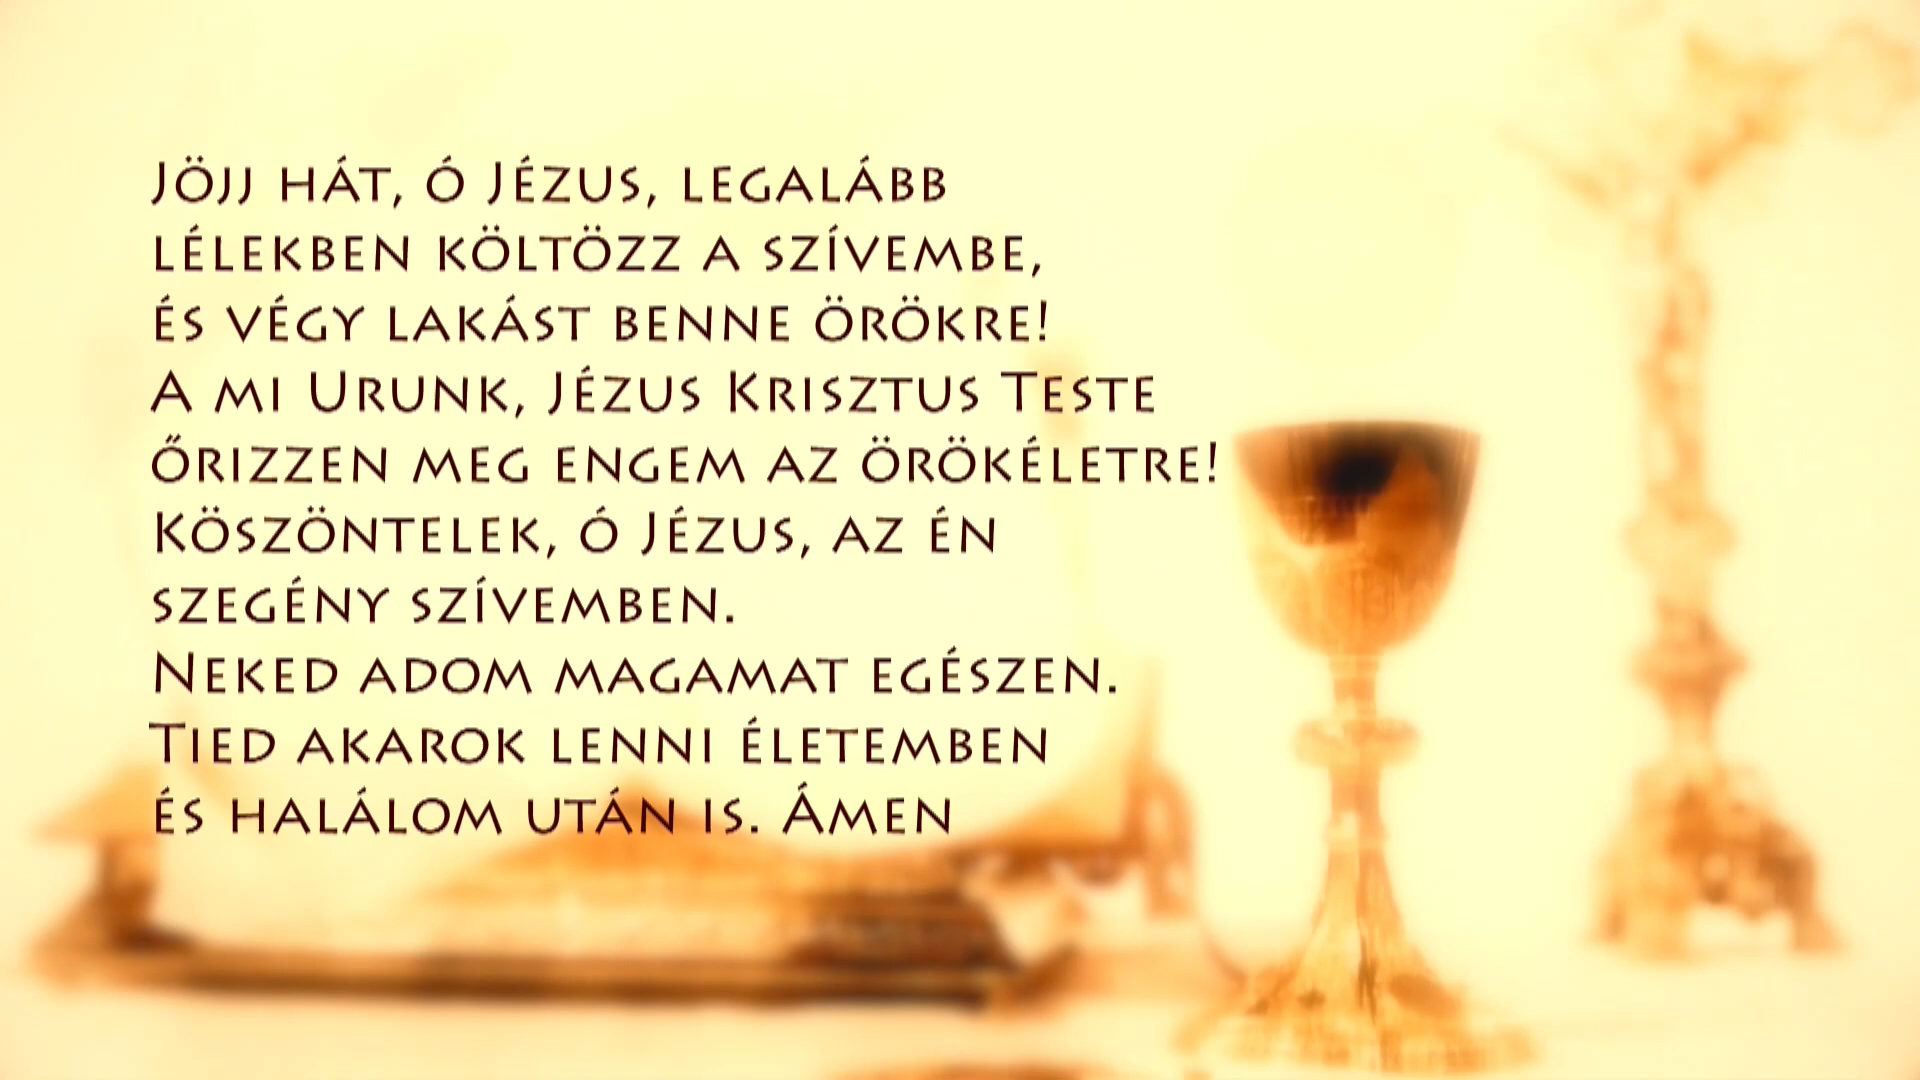 Jöjj hát, ó Jézus, legalább
lélekben költözz a szívembe,
és végy lakást benne örökre!
A mi Urunk, Jézus Krisztus Teste
őrizzen meg engem az örökéletre!
Köszöntelek, ó Jézus, az én
szegény szívemben.
Neked adom magamat egészen.
Tied akarok lenni életemben
és halálom után is. Ámen